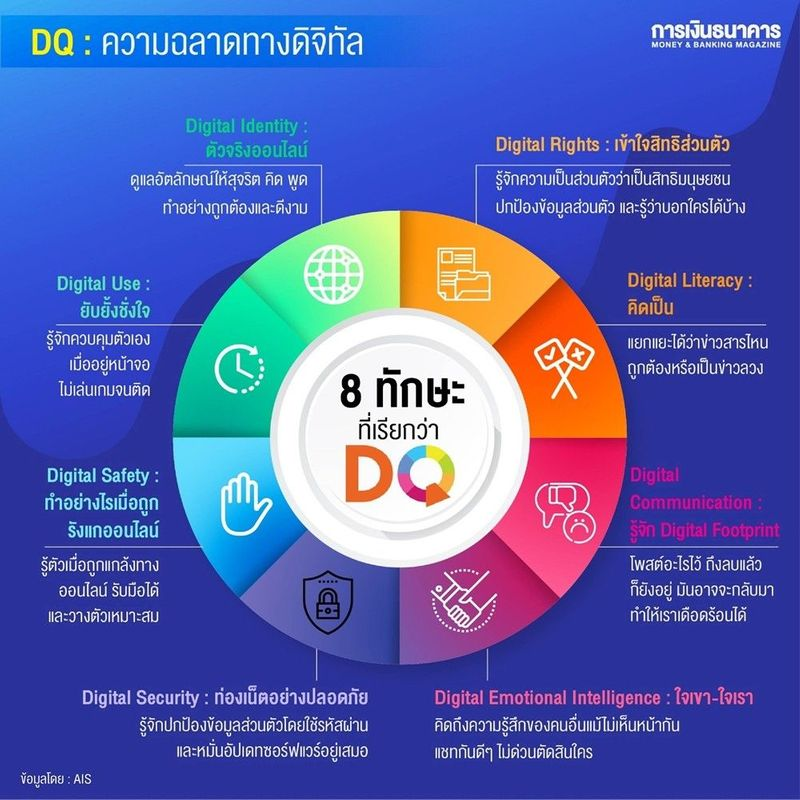 DQ : ความฉลาดทางดิจิทัล
การเงินธนาคาร
MONEY & BANKING MAGAZINE
Digital Identity :
ตัวจริงออนไลน์
ดูแลอัตลักษณ์ให้สุจริต คิด พูด
ทำอย่างถูกต้องและดีงาม
Digital Rights : เข้าใจสิทธิส่วนตัว
รู้จักความเป็นส่วนตัวว่าเป็นสิทธิมนุษยชน
ปกป้องข้อมูลส่วนตัว และรู้ว่าบอกใครได้บ้าง
Digital Use :
ยับยั้งชั่งใจ
รู้จักควบคุมตัวเอง
เมื่ออยู่หน้าจอ
ไม่เล่นเกมจนติด
Digital Literacy :
คิดเป็น
แยกแยะได้ว่าข่าวสารไหน
ถูกต้องหรือเป็นข่าวลวง
8 ทักษะ
ที่เรียกว่า
DQ
Digital Safety :
ทำอย่างไรเมื่อถูก
รังแกออนไลน์
รู้ตัวเมื่อถูกแกล้งทาง
ออนไลน์ รับมือได้
และวางตัวเหมาะสม
Digital
Communication :
รู้จัก Digital Footprint
โพสต์อะไรไว้ ถึงลบแล้ว
ก็ยังอยู่ มันอาจจะกลับมา
ทำให้เราเดือดร้อนได้
Digital Security : ท่องเน็ตอย่างปลอดภัย
รู้จักปกป้องข้อมูลส่วนตัวโดยใช้รหัสผ่าน
และหมั่นอัปเดทซอร์ฟแวร์อยู่เสมอ
Digital Emotional Intelligence : ใจเขา-ใจเรา
คิดถึงความรู้สึกของคนอื่นแม้ไม่เห็นหน้ากัน
แชทกันดีๆ ไม่ด่วนตัดสินใคร
ข้อมูลโดย : AIS